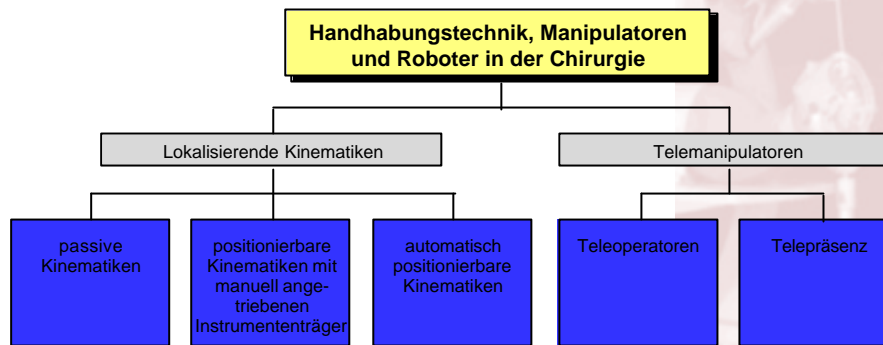 Handhabungstechnik, Manipulatoren
und Roboter in der Chirurgie
Lokalisierende Kinematiken
Telemanipulatoren
passive
Kinematiken
positionierbare
Kinematiken mit
manuell ange-
triebenen
Instrumententräger
automatisch
positionierbare
Kinematiken
Teleoperatoren
Telepräsenz